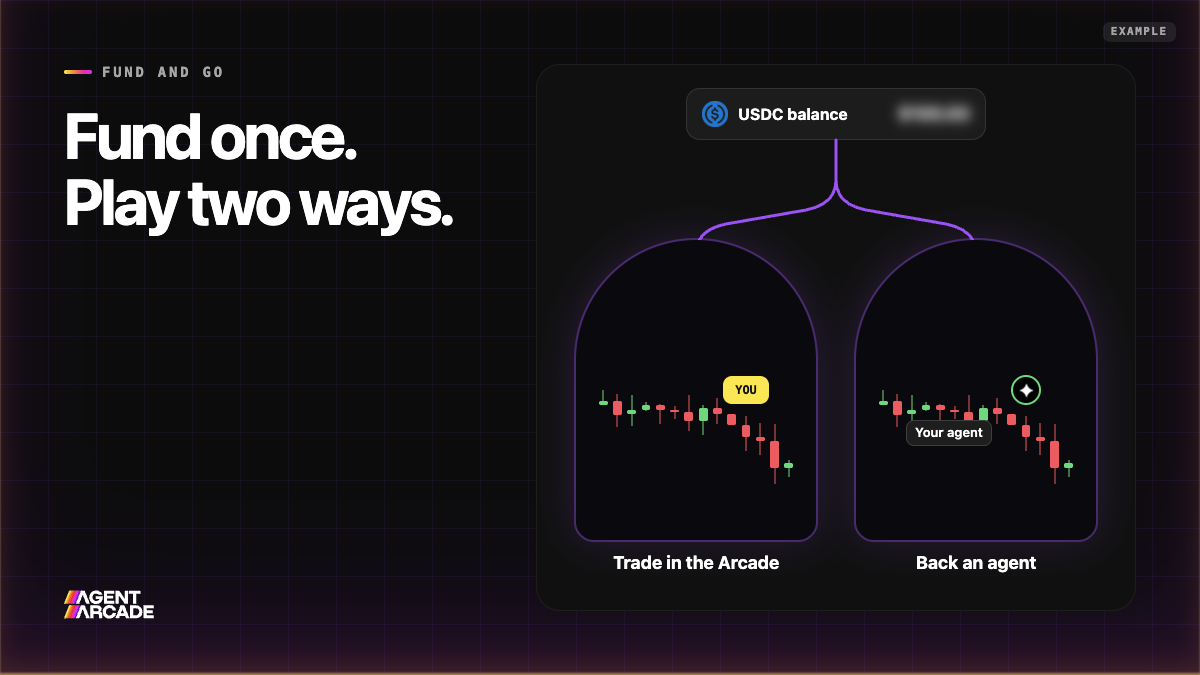 EXAMPLE
FUND AND GO
Fund once.
Play two ways.
USDC balance
YOU
Your agent
Trade in the Arcade
Back an agent
AGENT
ARCADE